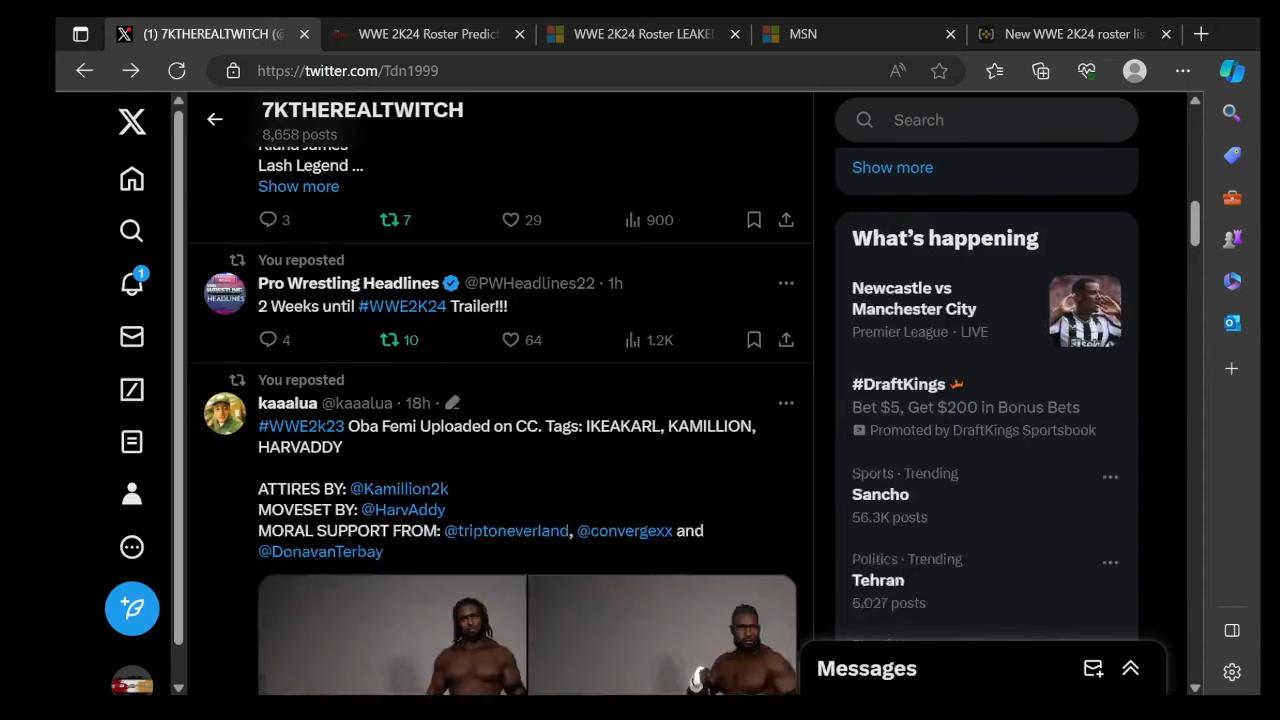 (1) 7KTHEREALTWITCH (@
WWE 2K24 Roster Predict
WWE 2K24 Roster LEAKE
MSN
New WWE 2K24 roster lis
https://twitter.com/Tdn1999
7KTHEREALTWITCH
8,658 posts
Kiana James
Lash Legend ...
Show more
3
7
29
900
You reposted
Pro Wrestling Headlines @PWHeadlines22 · 1h
2 Weeks until #WWE2K24 Trailer!!!
4
10
64
1.2K
You reposted
kaaalua @kaaalua · 18h ·
#WWE2k23 Oba Femi Uploaded on CC. Tags: IKEAKARL, KAMILLION,
HARVADDY
ATTIRES BY: @Kamillion2k
MOVESET BY: @HarvAddy
MORAL SUPPORT FROM: @triptoneverland, @convergexx and
@DonavanTerbay
1
Search
Show more
What's happening
Newcastle vs
Manchester City
Premier League · LIVE
#DraftKings
Bet $5, Get $200 in Bonus Bets
Promoted by DraftKings Sportsbook
Sports · Trending
Sancho
56.3K posts
Politics · Trending
Tehran
5,027 posts
Messages